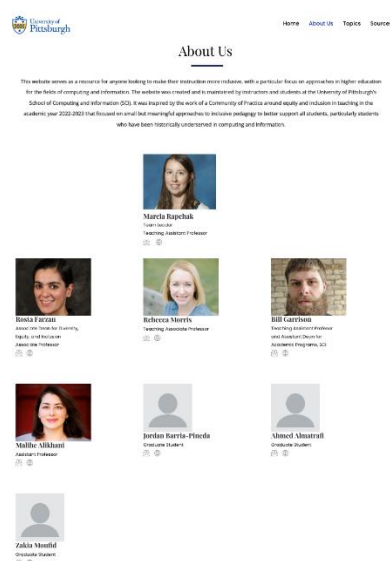 University of
Pittsburgh
Home About Us Topics Source
About Us
This website serves as a resource for anyone looking to make their instruction more inclusive, with a particular focus on approaches in higher education
for the fields of computing and information. The website was created and is maintained by instructors and students at the University of Pittsburgh's
School of Computing and Information (SCI). It was inspired by the work of a Community of Practice around equity and inclusion in teaching in the
academic year 2022-2023 that focused on small but meaningful approaches to inclusive pedagogy to better support all students, particularly students
who have been historically underserved in computing and information.
Marcia Rapchak
Team leader
Teaching Assistant Professor
Rosta Farzan
Associate Dean for Diversity,
Equity, and Inclusion
Associate Professor
Rebecca Morris
Teaching Associate Professor
Bill Garrison
Teaching Assistant Professor
and Assistant Dean for
Academic Programs, SCI
Malihe Alikhani
Assistant Professor
Jordan Barria-Pineda
Graduate Student
Ahmed Almatrafi
Graduate Student
Zakia Moufid
Graduate Student